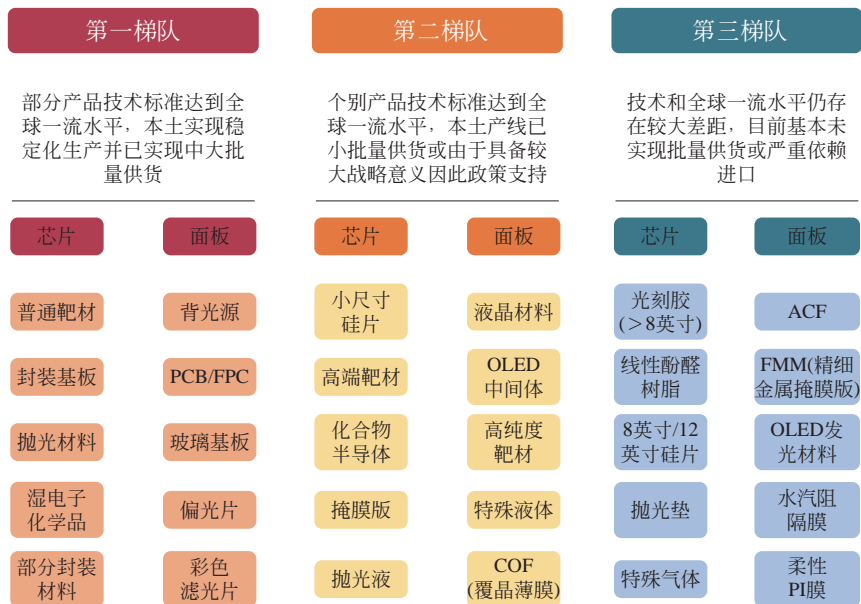 第一梯队
部分产品技术标准达到全
球一流水平，本土实现稳
定化生产并已实现中大批
量供货
芯片
面板
普通靶材
背光源
封装基板
PCB/FPC
抛光材料
玻璃基板
湿电子
化学品
偏光片
部分封装
材料
彩色
滤光片
第二梯队
个别产品技术标准达到全
球一流水平，本土产线已
小批量供货或由于具备较
大战略意义因此政策支持
芯片
面板
小尺寸
硅片
液晶材料
高端靶材
OLED
中间体
化合物
半导体
高纯度
靶材
掩膜版
特殊液体
抛光液
COF
(覆晶薄膜)
第三梯队
技术和全球一流水平仍存
在较大差距，目前基本未
实现批量供货或严重依赖
进口
芯片
面板
光刻胶
(＞8英寸)
ACF
线性酚醛
树脂
FMM(精细
金属掩膜版)
8英寸/12
英寸硅片
OLED发
光材料
抛光垫
水汽阻
隔膜
特殊气体
柔性
PI膜